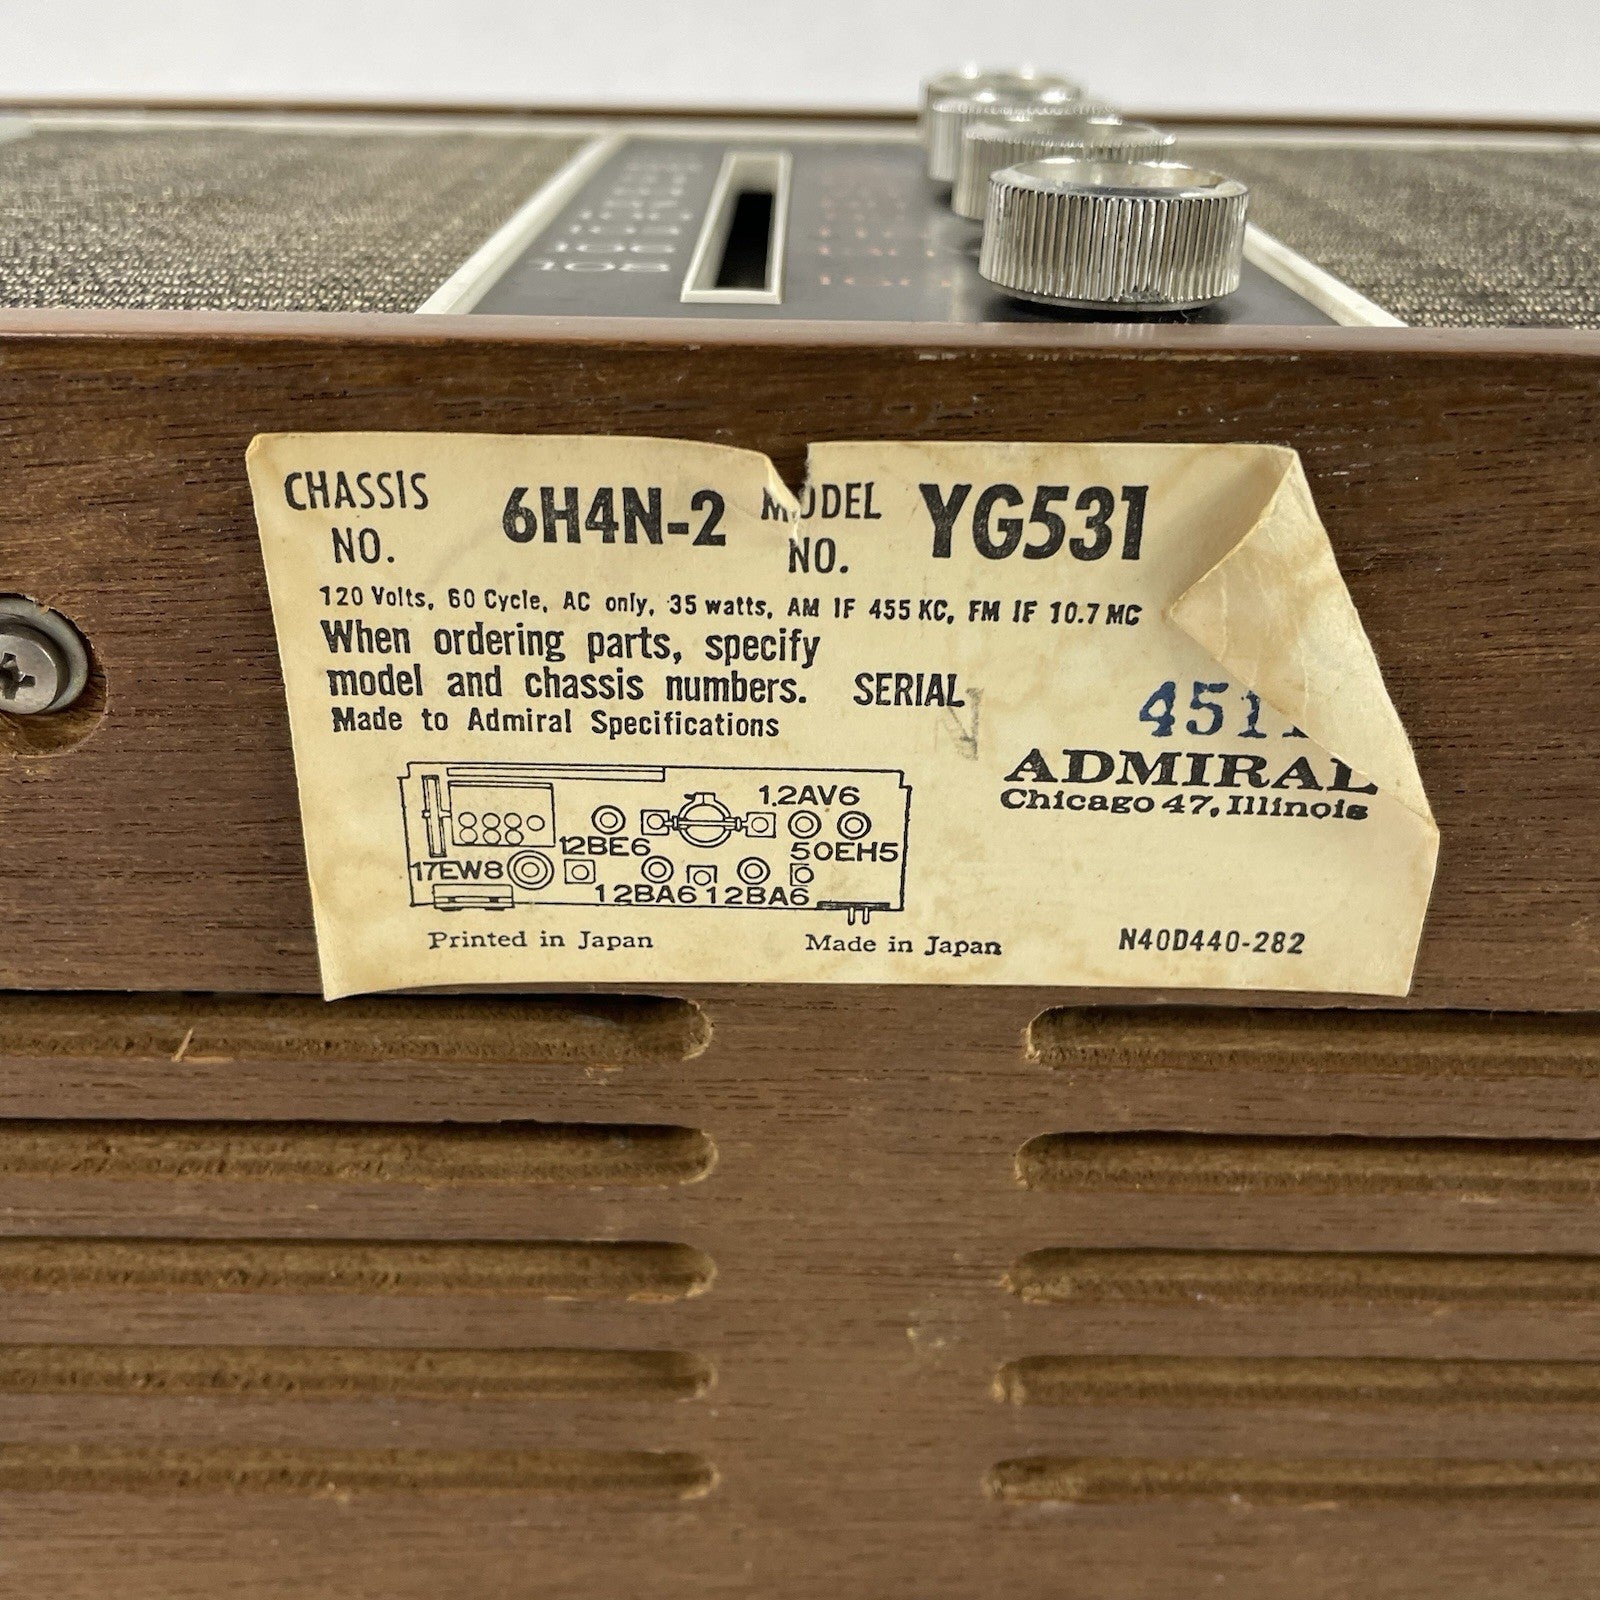 106
108
CHASSIS NO. 6H4N-2 MODEL NO. YG531
120 Volts, 60 Cycle, AC only, 35 watts, AM IF 455 KC, FM IF 10.7 MC
When ordering parts, specify
model and chassis numbers. SERIAL
Made to Admiral Specifications
ADMIRAL
Chicago 47, Illinois
12AV6
12BE6
50EH5
17EW8
12BA6 12BA6
Printed in Japan Made in Japan N40D440-282